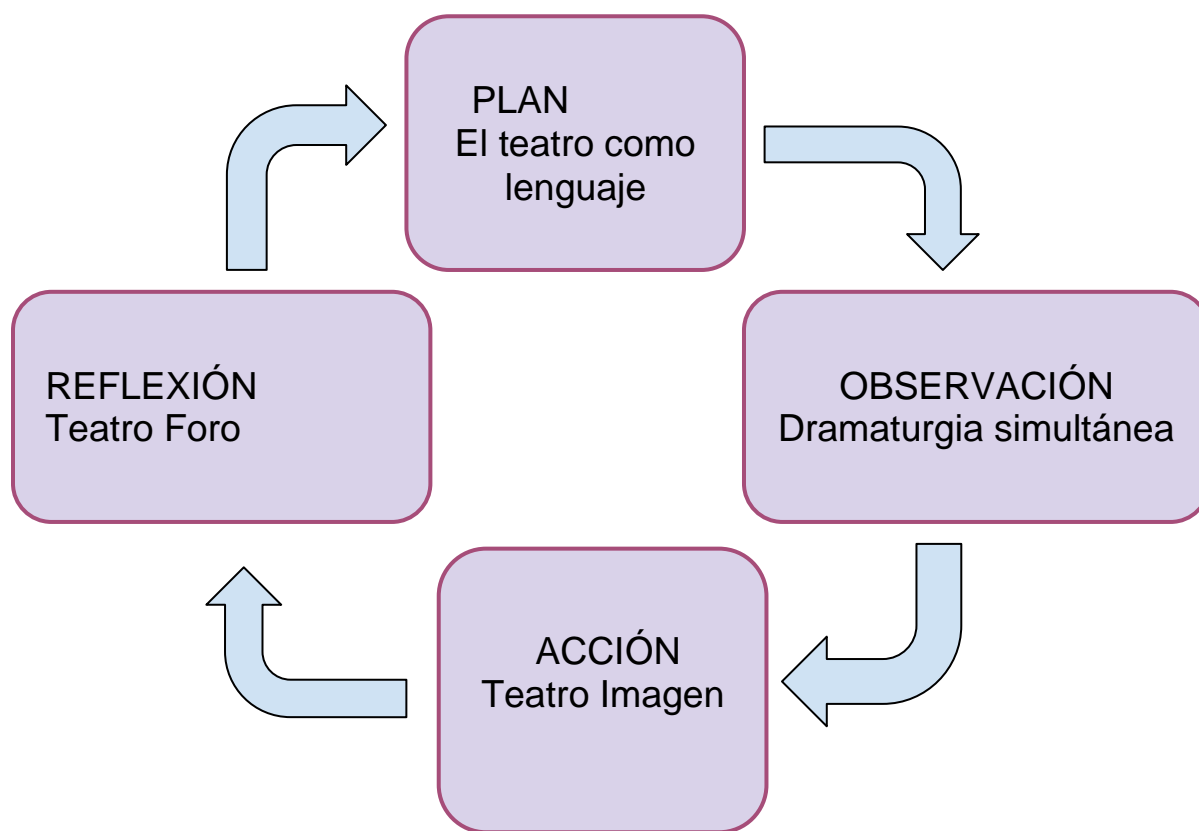 PLAN
El teatro como
lenguaje
REFLEXIÓN
Teatro Foro
OBSERVACIÓN
Dramaturgia simultánea
ACCIÓN
Teatro Imagen